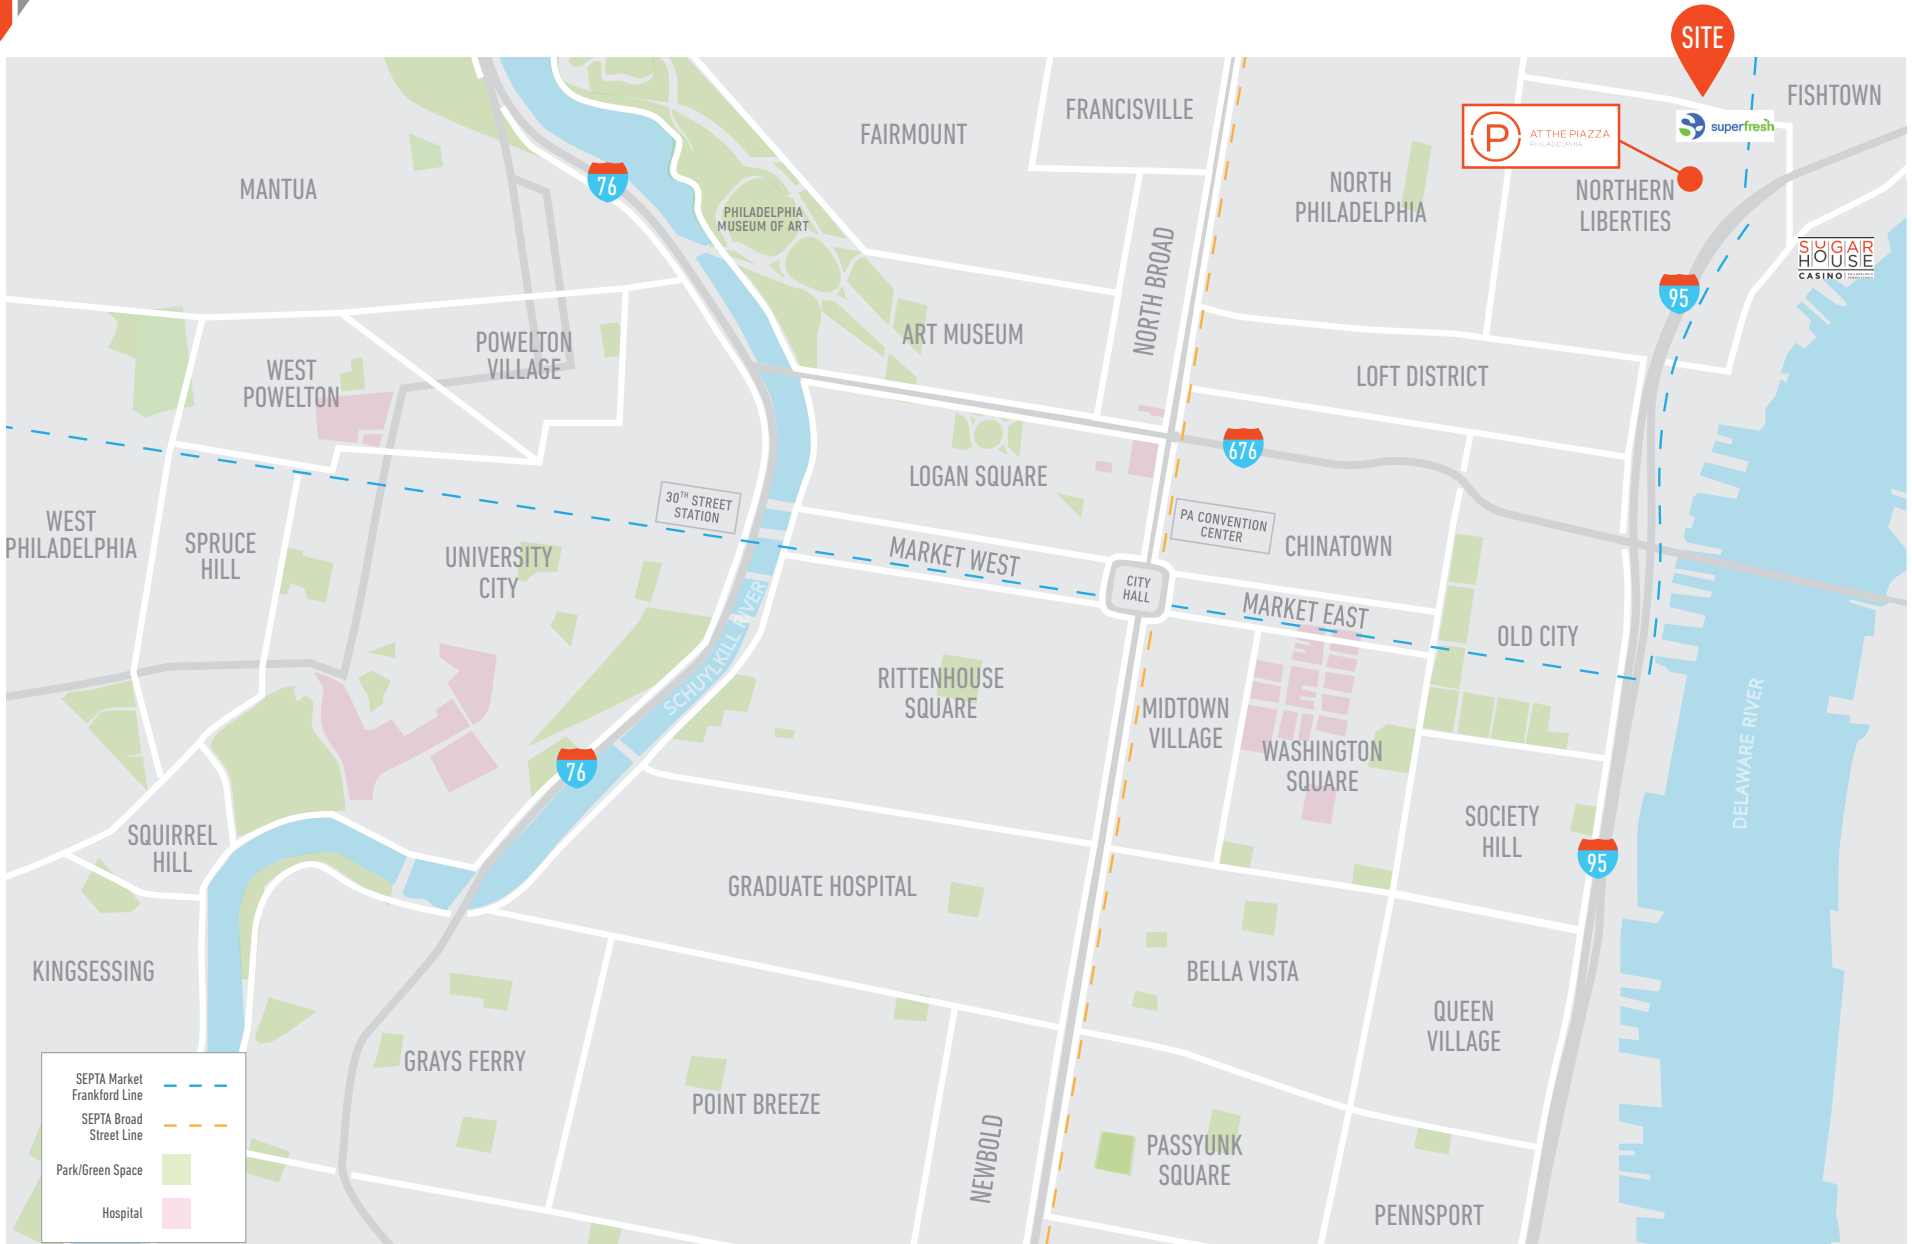 SITE
FISHTOWN
superfresh
P
AT THE PIAZZA
PHILADELPHIA
FRANCISVILLE
FAIRMOUNT
MANTUA
76
PHILADELPHIA
MUSEUM OF ART
NORTH
PHILADELPHIA
NORTHERN
LIBERTIES
SUGAR
HOUSE
CASINO
95
NORTH BROAD
ART MUSEUM
POWELTON
VILLAGE
WEST
POWELTON
LOFT DISTRICT
676
LOGAN SQUARE
30TH STREET
STATION
PA CONVENTION
CENTER
CHINATOWN
WEST
PHILADELPHIA
SPRUCE
HILL
UNIVERSITY
CITY
MARKET WEST
CITY
HALL
MARKET EAST
OLD CITY
SCHUYLKILL RIVER
RITTENHOUSE
SQUARE
MIDTOWN
VILLAGE
WASHINGTON
SQUARE
DELAWARE RIVER
76
SOCIETY
HILL
SQUIRREL
HILL
95
GRADUATE HOSPITAL
KINGSESSING
BELLA VISTA
QUEEN
VILLAGE
GRAYS FERRY
POINT BREEZE
NEWBOLD
PASSYUNK
SQUARE
PENNSPORT
SEPTA Market
Frankford Line
SEPTA Broad
Street Line
Park/Green Space
Hospital